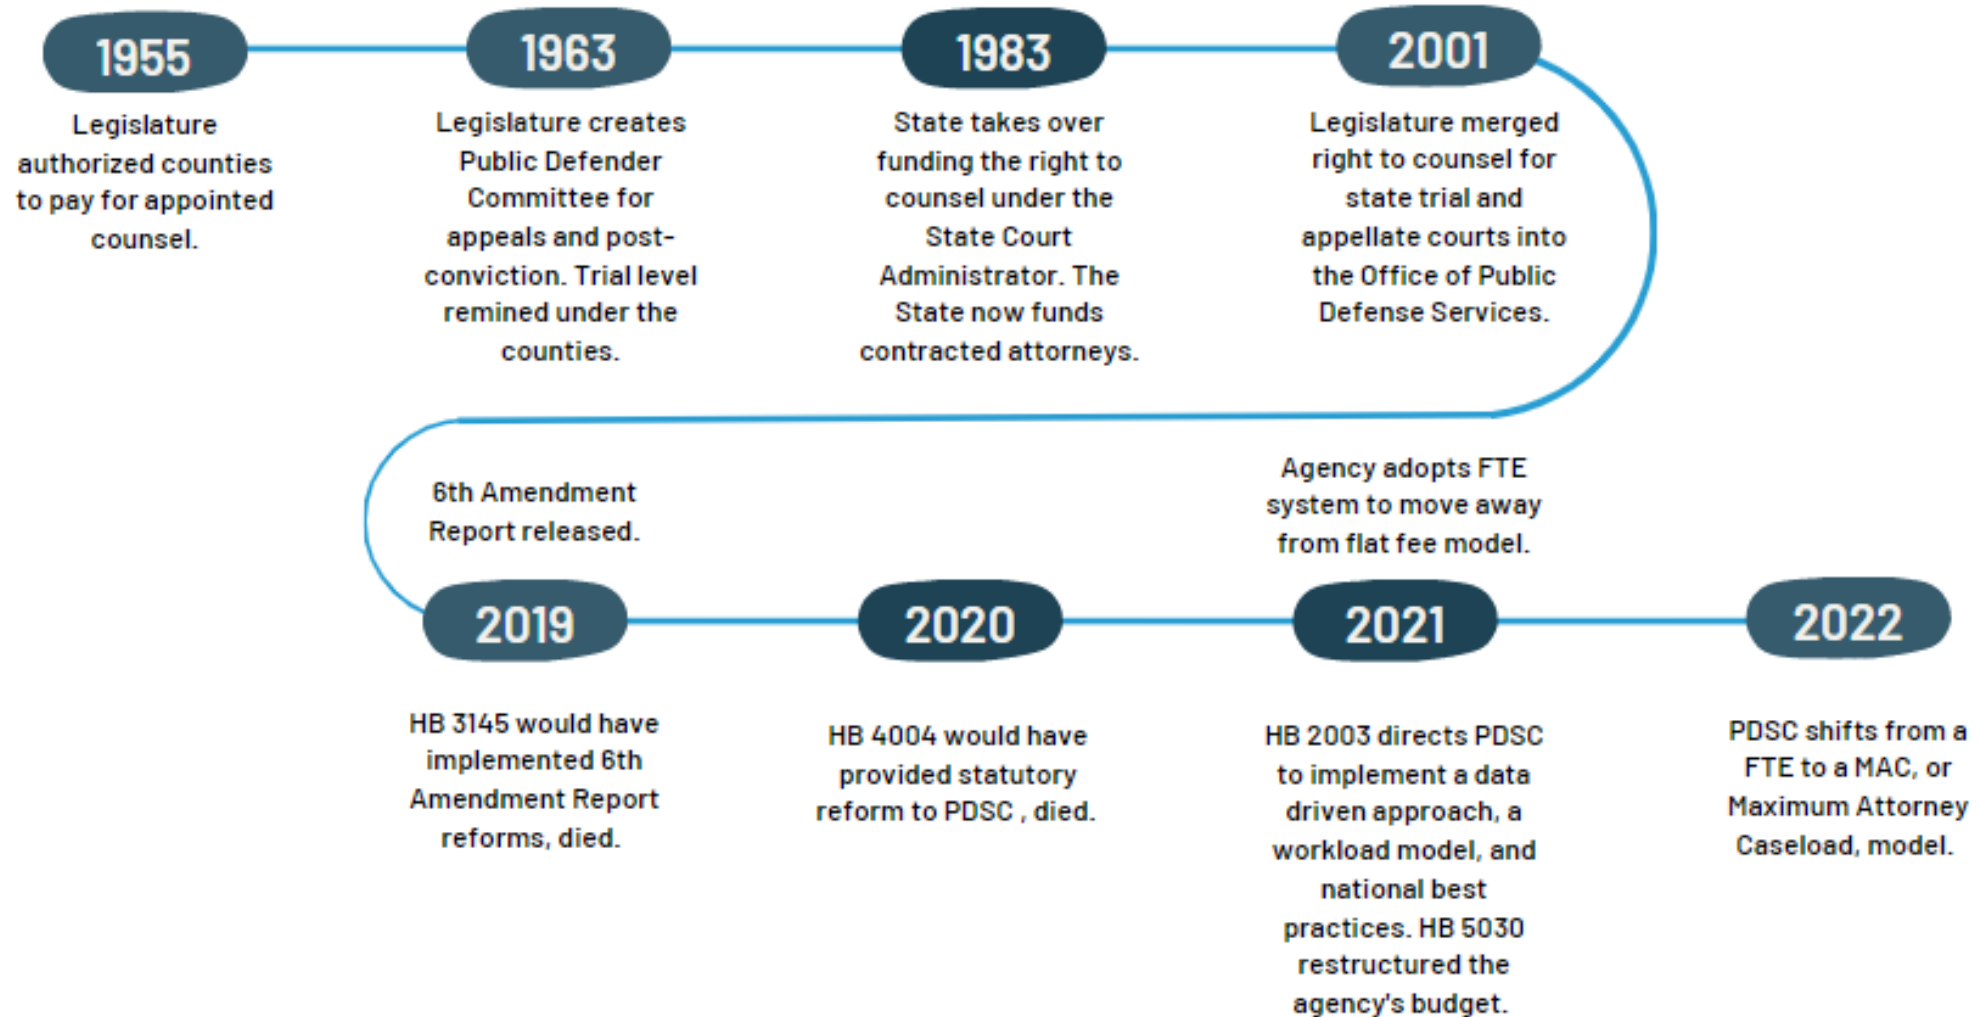 1955
Legislature
authorized counties
to pay for appointed
counsel.
1963
Legislature creates
Public Defender
Committee for
appeals and post-
conviction. Trial level
remined under the
counties.
1983
State takes over
funding the right to
counsel under the
State Court
Administrator. The
State now funds
contracted attorneys.
2001
Legislature merged
right to counsel for
state trial and
appellate courts into
the Office of Public
Defense Services.
6th Amendment
Report released.
2019
HB 3145 would have
implemented 6th
Amendment Report
reforms, died.
2020
HB 4004 would have
provided statutory
reform to PDSC , died.
Agency adopts FTE
system to move away
from flat fee model.
2021
HB 2003 directs PDSC
to implement a data
driven approach, a
workload model, and
national best
practices. HB 5030
restructured the
agency's budget.
2022
PDSC shifts from a
FTE to a MAC, or
Maximum Attorney
Caseload, model.